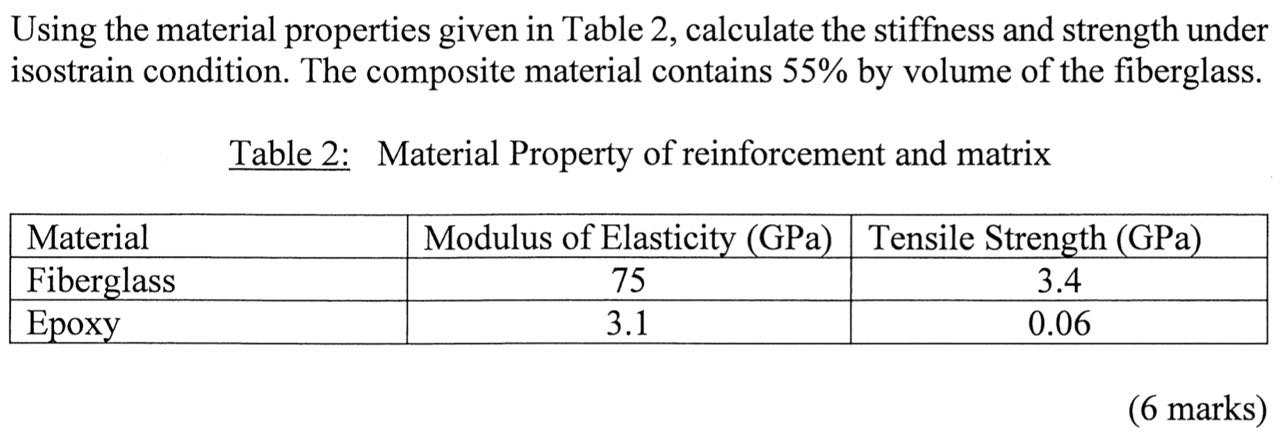 Using the material properties given in Table 2, calculate the stiffness and strength under
isostrain condition. The composite material contains 55% by volume of the fiberglass.
Table 2: Material Property of reinforcement and matrix
Material Modulus of Elasticity (GPa) Tensile Strength (GPa)
Fiberglass 75 3.4
Epoxy 3.1 0.06
(6 marks)